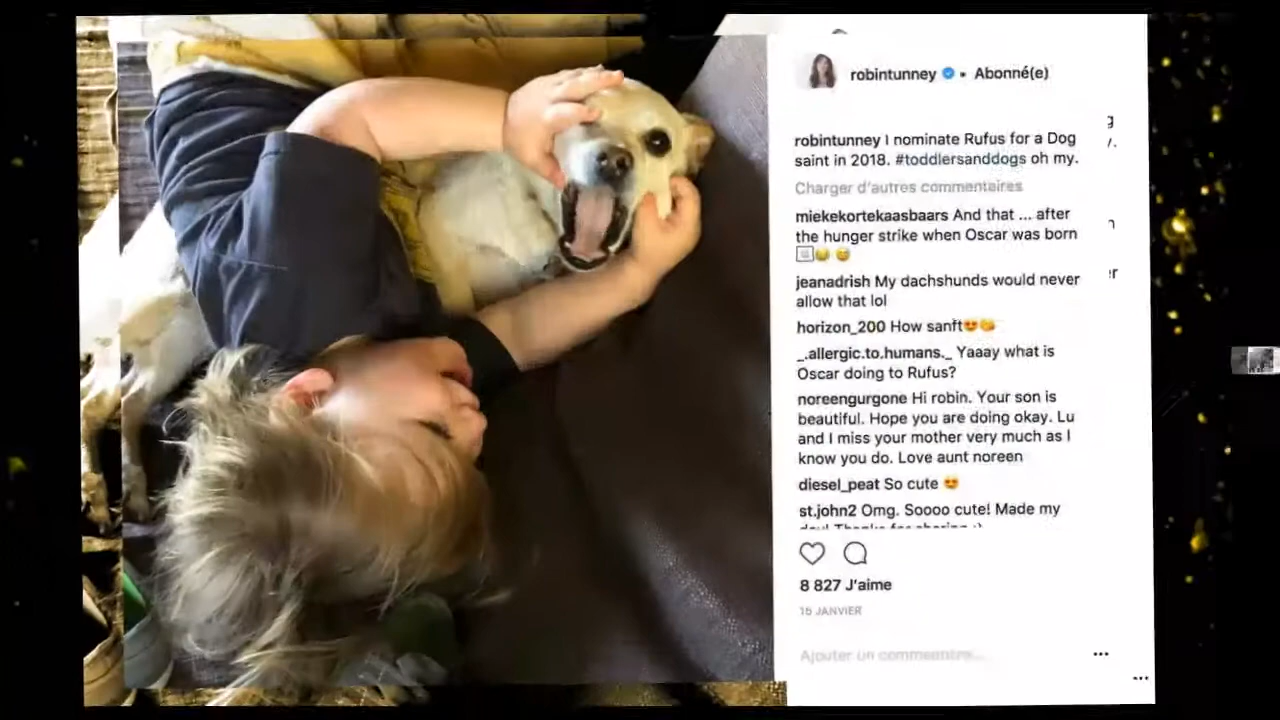 robintunney • Abonné(e)
robintunney I nominate Rufus for a Dog
saint in 2018. #toddlersanddogs oh my.
Charger d'autres commentaires
miekekortekaasbaars And that ... after
the hunger strike when Oscar was born
😂😅
jeanadrish My dachshunds would never
allow that lol
horizon_200 How sanft😍😘
_.allergic.to.humans._ Yaaay what is
Oscar doing to Rufus?
noreengurgone Hi robin. Your son is
beautiful. Hope you are doing okay. Lu
and I miss your mother very much as I
know you do. Love aunt noreen
diesel_peat So cute 😍
st.john2 Omg. Soooo cute! Made my
day! Thanks for sharing :)
8 827 J'aime
15 JANVIER
Ajouter un commentaire...